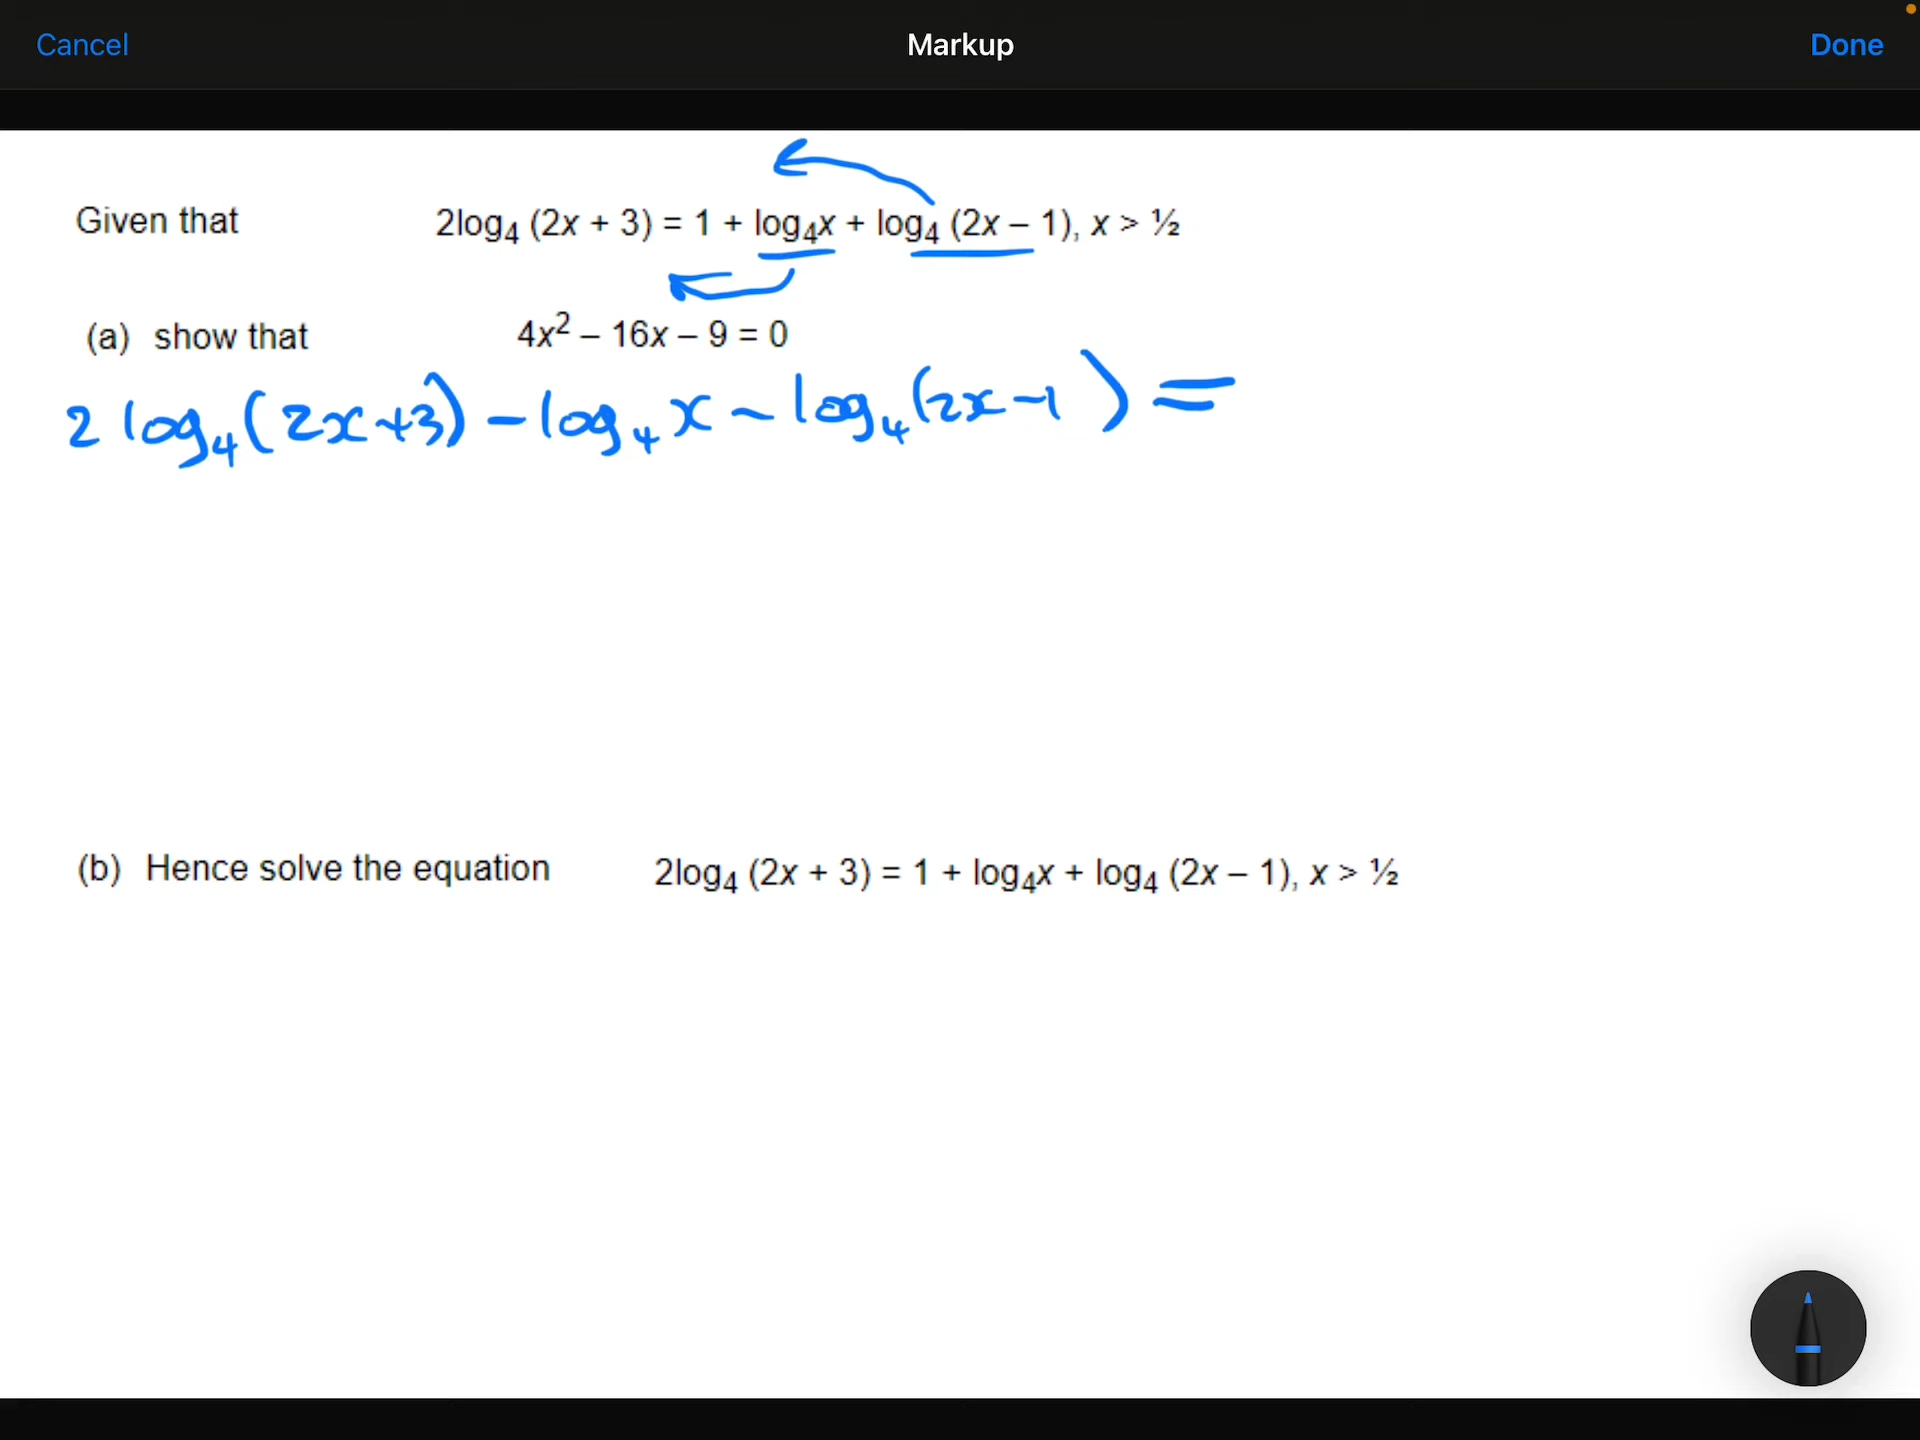 Cancel Markup Done
Given that 2log₄ (2x + 3) = 1 + log₄x + log₄ (2x – 1), x > ½
(a) show that 4x² – 16x – 9 = 0
2 log₄(2x+3) - log₄ x - log₄(2x-1) =
(b) Hence solve the equation 2log₄ (2x + 3) = 1 + log₄x + log₄ (2x – 1), x > ½